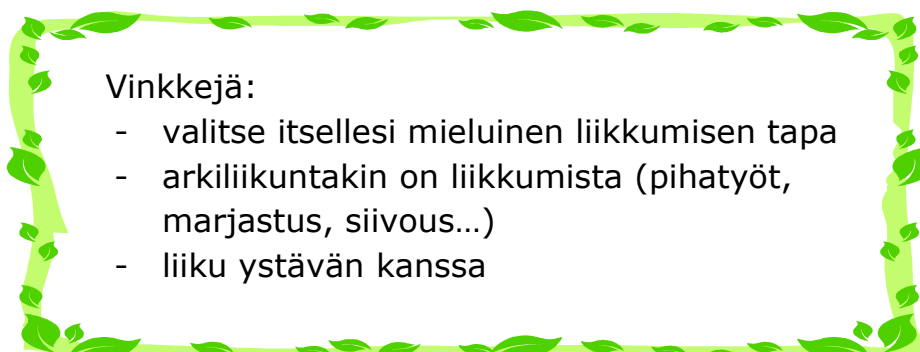 Vinkkejä:
- valitse itsellesi mieluinen liikkumisen tapa
- arkiliikuntakin on liikkumista (pihatyöt,
marjastus, siivous…)
- liiku ystävän kanssa